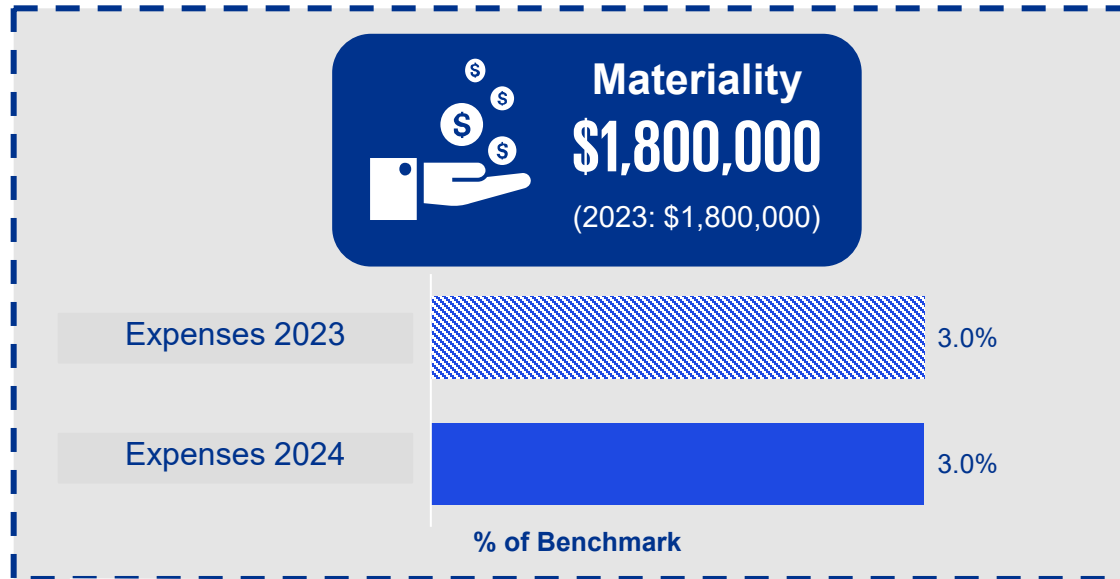 $
$
$
$
Materiality
$1,800,000
(2023: $1,800,000)
Expenses 2023
3.0%
Expenses 2024
3.0%
% of Benchmark